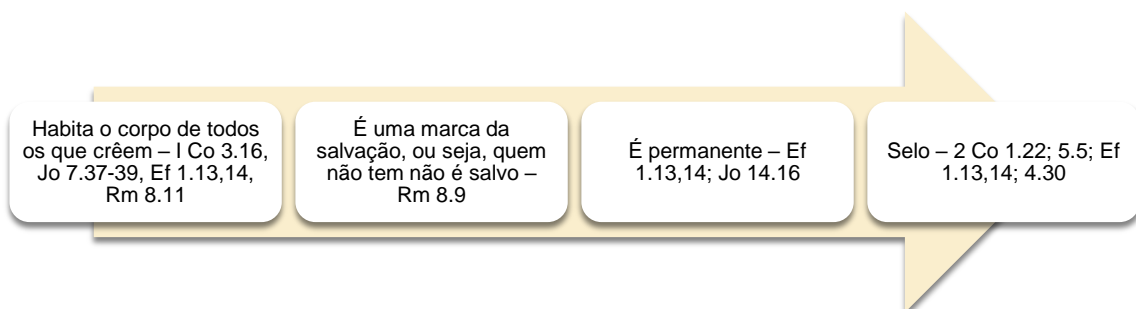 Habita o corpo de todos
os que crêem – I Co 3.16,
Jo 7.37-39, Ef 1.13,14,
Rm 8.11
É uma marca da
salvação, ou seja, quem
não tem não é salvo –
Rm 8.9
É permanente – Ef
1.13,14; Jo 14.16
Selo – 2 Co 1.22; 5.5; Ef
1.13,14; 4.30